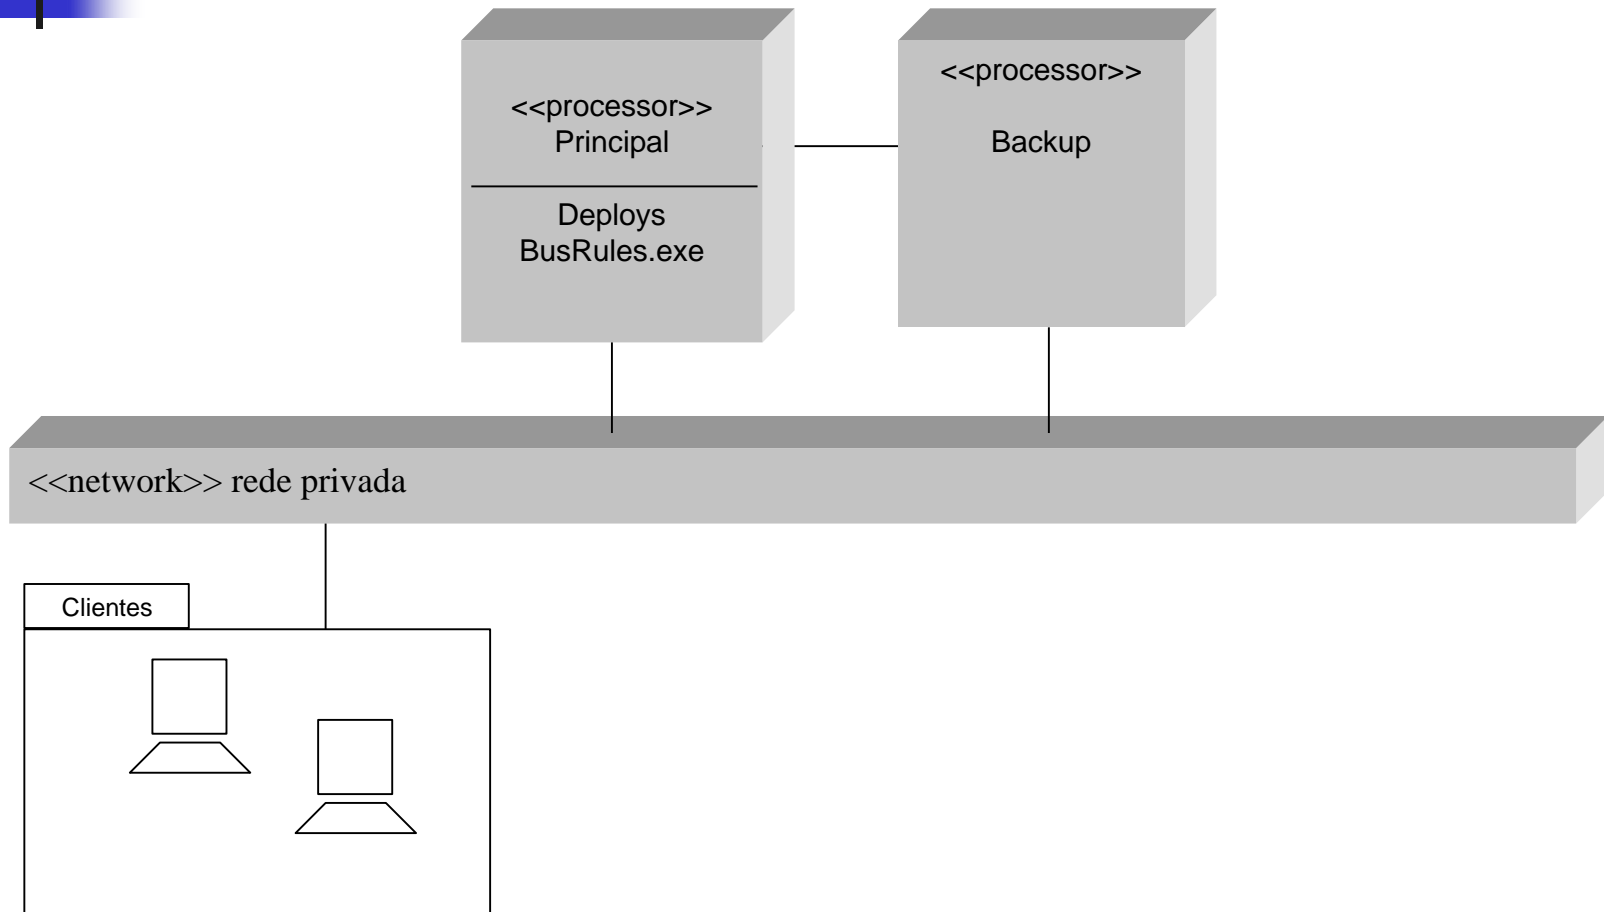 <<processor>>
Principal
Deploys
BusRules.exe
<<processor>>
Backup
<<network>> rede privada
Clientes